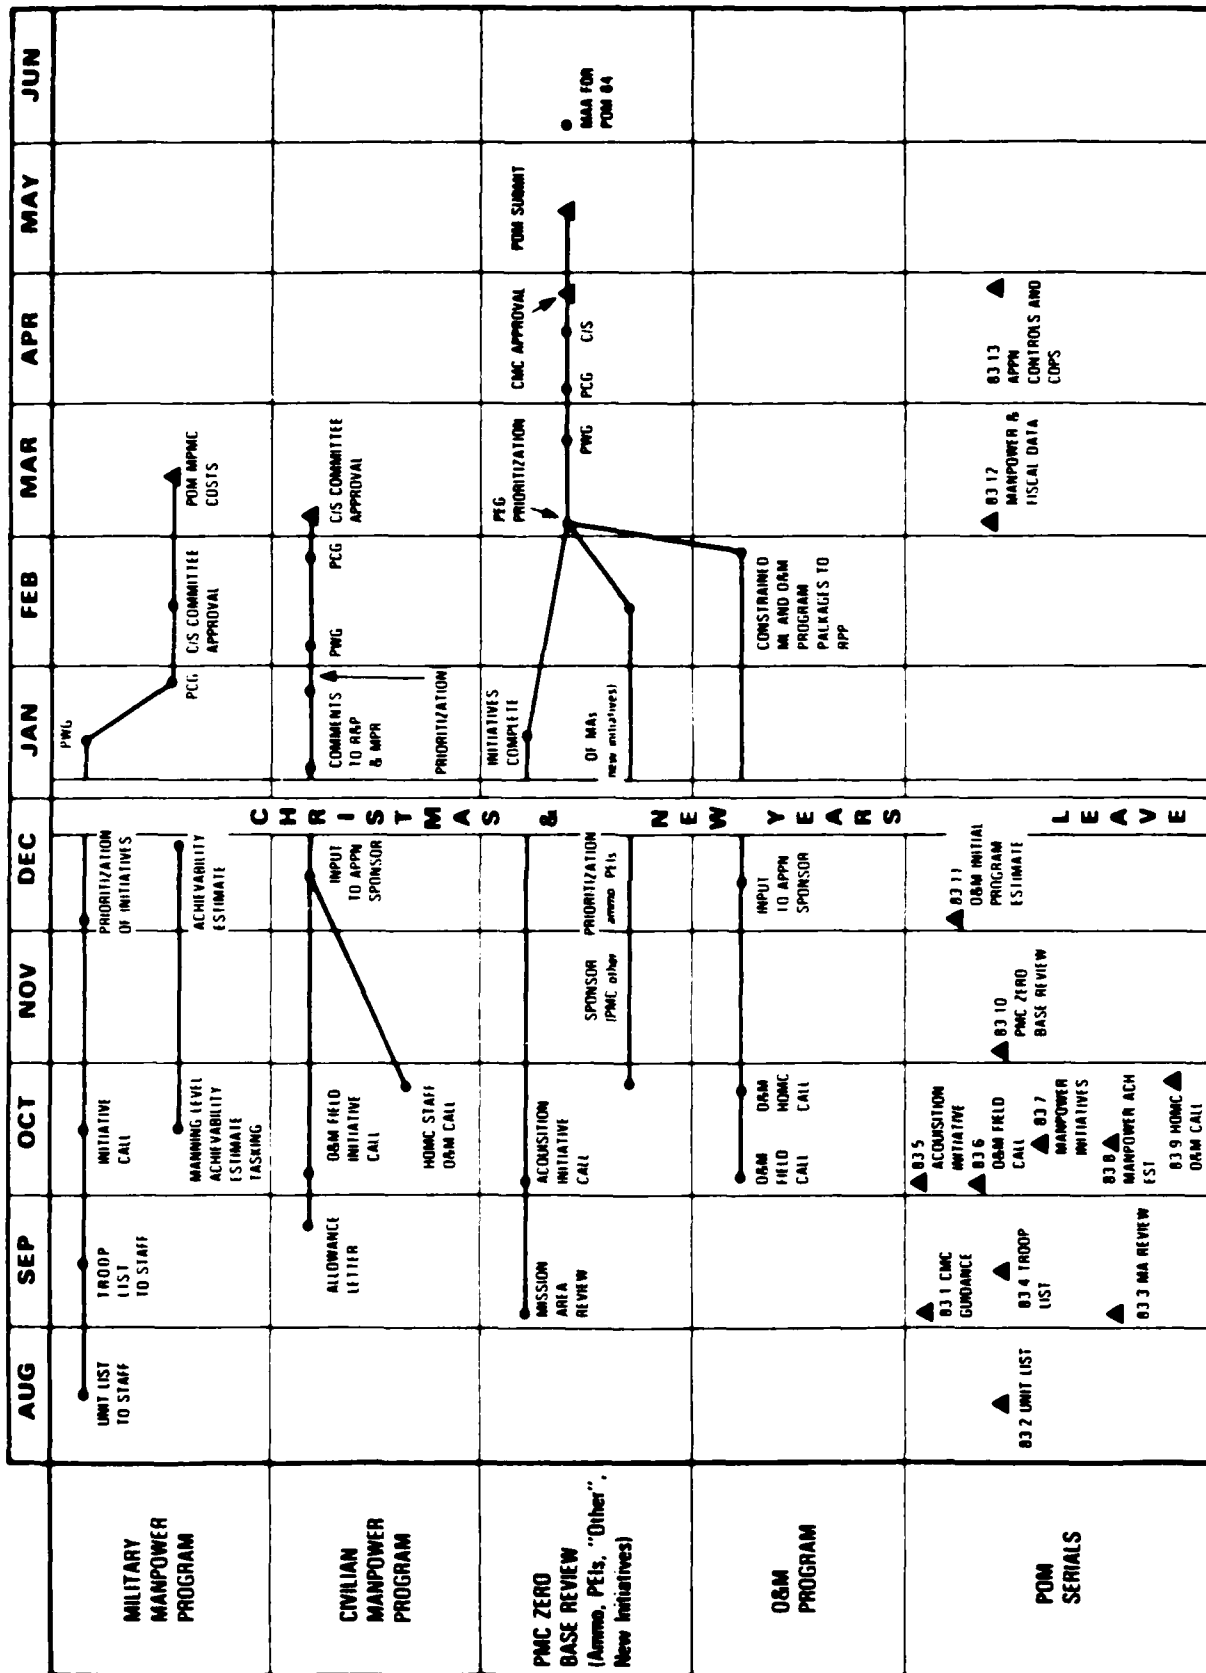 AUG
SEP
OCT
NOV
DEC
JAN
FEB
MAR
APR
MAY
JUN
MILITARY
MANPOWER
PROGRAM
UNIT LIST
TO STAFF
TROOP
LIST
TO STAFF
INITIATIVE
CALL
PRIORITIZATION
OF INITIATIVES
MANNING LEVEL
ACHIEVABILITY
ESTIMATE
TASKING
ACHIEVABILITY
ESTIMATE
PWG
PCG
C/S COMMITTEE
APPROVAL
POM MPMC
COSTS
CIVILIAN
MANPOWER
PROGRAM
ALLOWANCE
LETTER
O&M FIELD
INITIATIVE
CALL
HQMC STAFF
O&M CALL
INPUT
TO APPN
SPONSOR
COMMENTS
TO R&P
& MPR
PRIORITIZATION
PWG
PCG
C/S COMMITTEE
APPROVAL
PMC ZERO
BASE REVIEW
(Ammo, PEIs, "Other",
New Initiatives)
MISSION
AREA
REVIEW
ACQUISITION
INITIATIVE
CALL
SPONSOR
(PMC other
PRIORITIZATION
(ammo PEIs
OF MAs
new initiatives)
INITIATIVES
COMPLETE
PEG
PRIORITIZATION
PWG
PCG
C/S
CMC APPROVAL
POM SUBMIT
MAA FOR
POM 84
O&M
PROGRAM
O&M
FIELD
CALL
O&M
HQMC
CALL
INPUT
TO APPN
SPONSOR
CONSTRAINED
ML AND O&M
PROGRAM
PACKAGES TO
RPP
POM
SERIALS
83 2 UNIT LIST
83 1 CMC
GUIDANCE
83 4 TROOP
LIST
83 3 MA REVIEW
83 5
ACQUISITION
INITIATIVE
83 6
O&M FIELD
CALL
83 7
MANPOWER
INITIATIVES
83 8
MANPOWER ACH
EST
83 9 HQMC
O&M CALL
83 10
PMC ZERO
BASE REVIEW
83 11
O&M INITIAL
PROGRAM
ESTIMATE
83 12
MANPOWER &
FISCAL DATA
83 13
APPN
CONTROLS AND
COPS
CHRISTMAS & NEW YEARS LEAVE